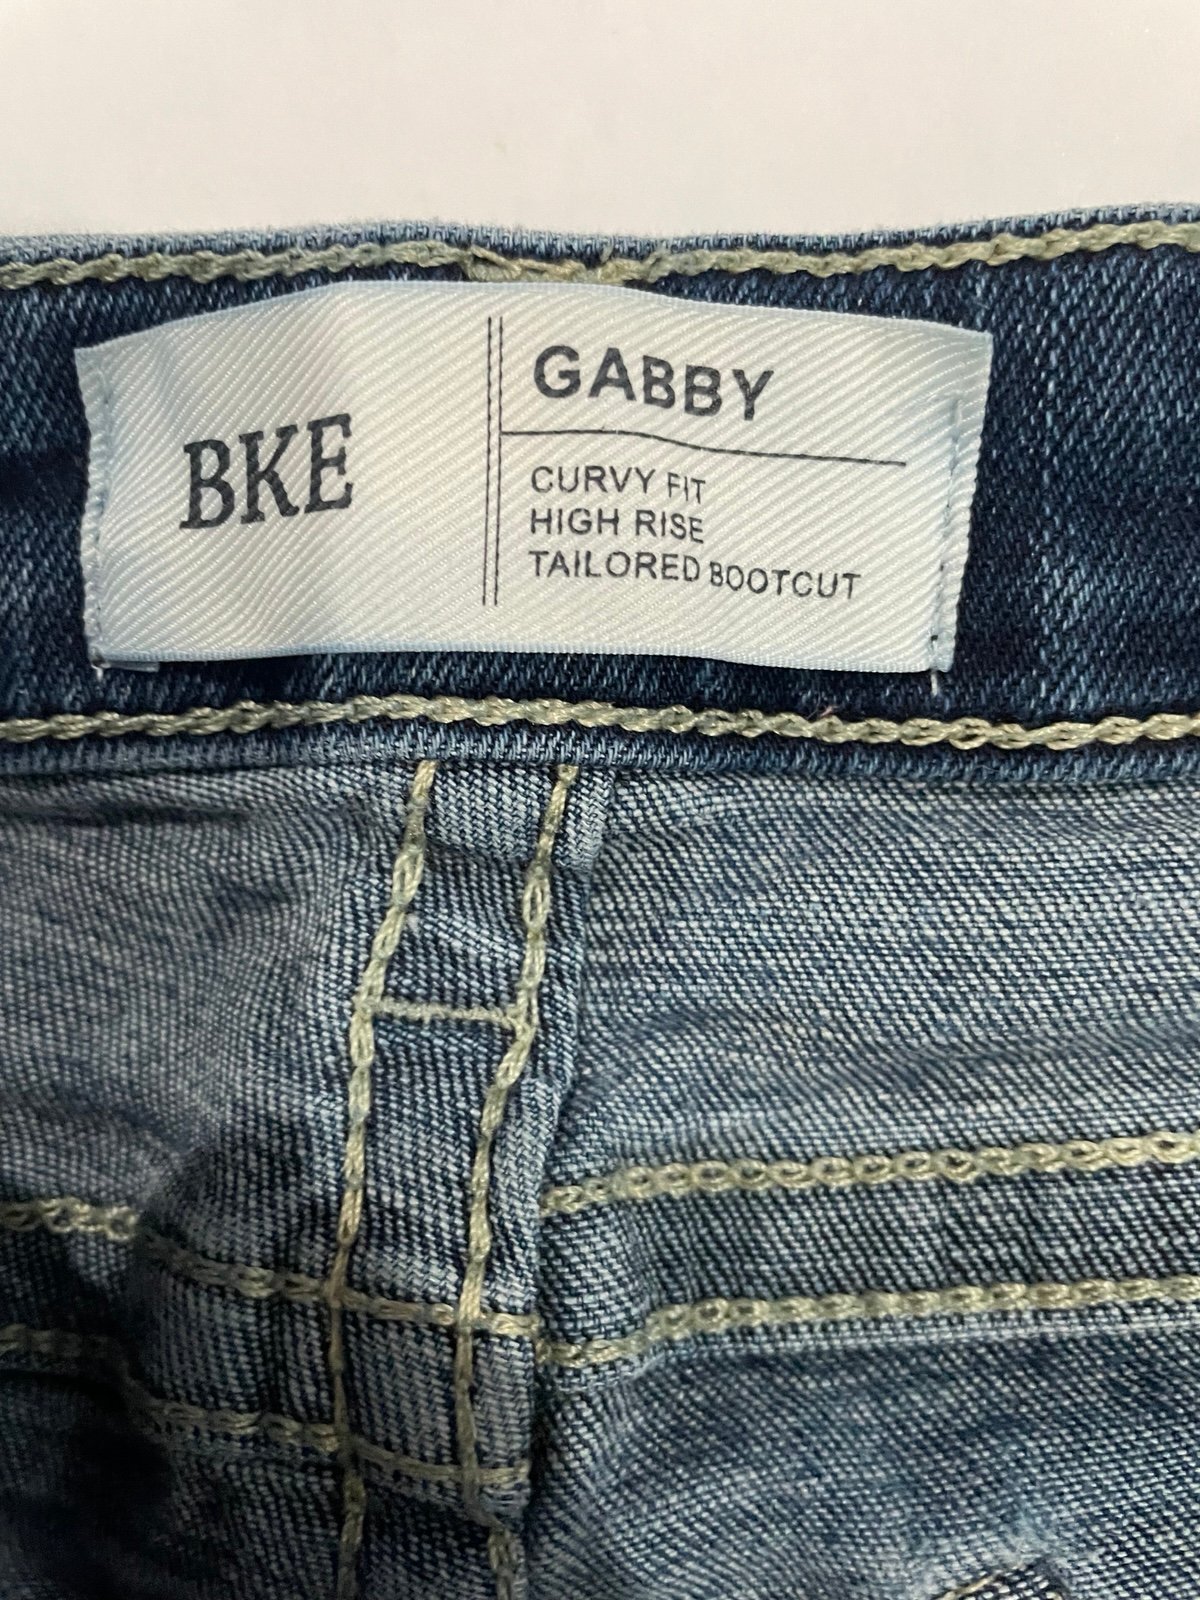 BKE
GABBY
CURVY FIT
HIGH RISE
TAILORED BOOTCUT